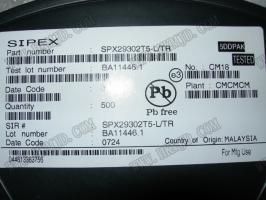 SIPEX
Part number : SPX29302T5-L/TR 5DDPAK
Test lot number : BA11446.1 TESTED
No. : CM18
Date Code :
Plant : CMCMCM
Quantity : 500
e3
Pb
Pb free
SIR # : SPX29302T5-L/TR
Lot number : BA11446.1
Date Code : 0724
Country of Origin: MALAYSIA
For Mfg Use